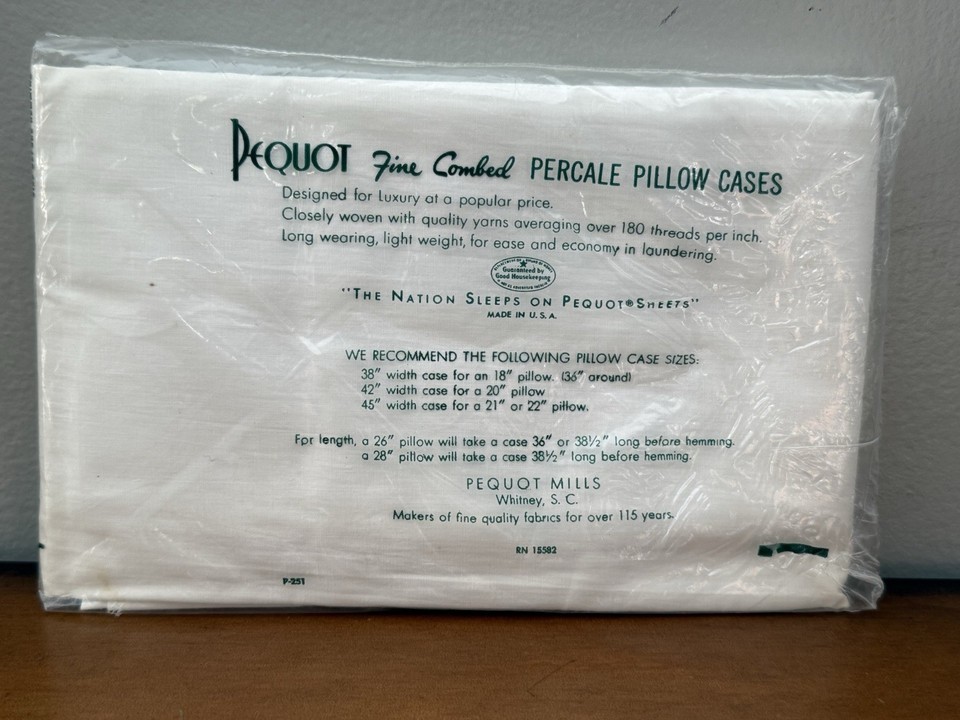 PEQUOT Fine Combed PERCALE PILLOW CASES
Designed for Luxury at a popular price.
Closely woven with quality yarns averaging over 180 threads per inch.
Long wearing, light weight, for ease and economy in laundering.
Guaranteed by
Good Housekeeping
"THE NATION SLEEPS ON PEQUOT® SHEETS"
MADE IN U.S.A.
WE RECOMMEND THE FOLLOWING PILLOW CASE SIZES:
38" width case for an 18" pillow. (36" around)
42" width case for a 20" pillow
45" width case for a 21" or 22" pillow.
For length, a 26" pillow will take a case 36" or 38½" long before hemming.
a 28" pillow will take a case 38½" long before hemming.
PEQUOT MILLS
Whitney, S. C.
Makers of fine quality fabrics for over 115 years.
RN 15582
P-251